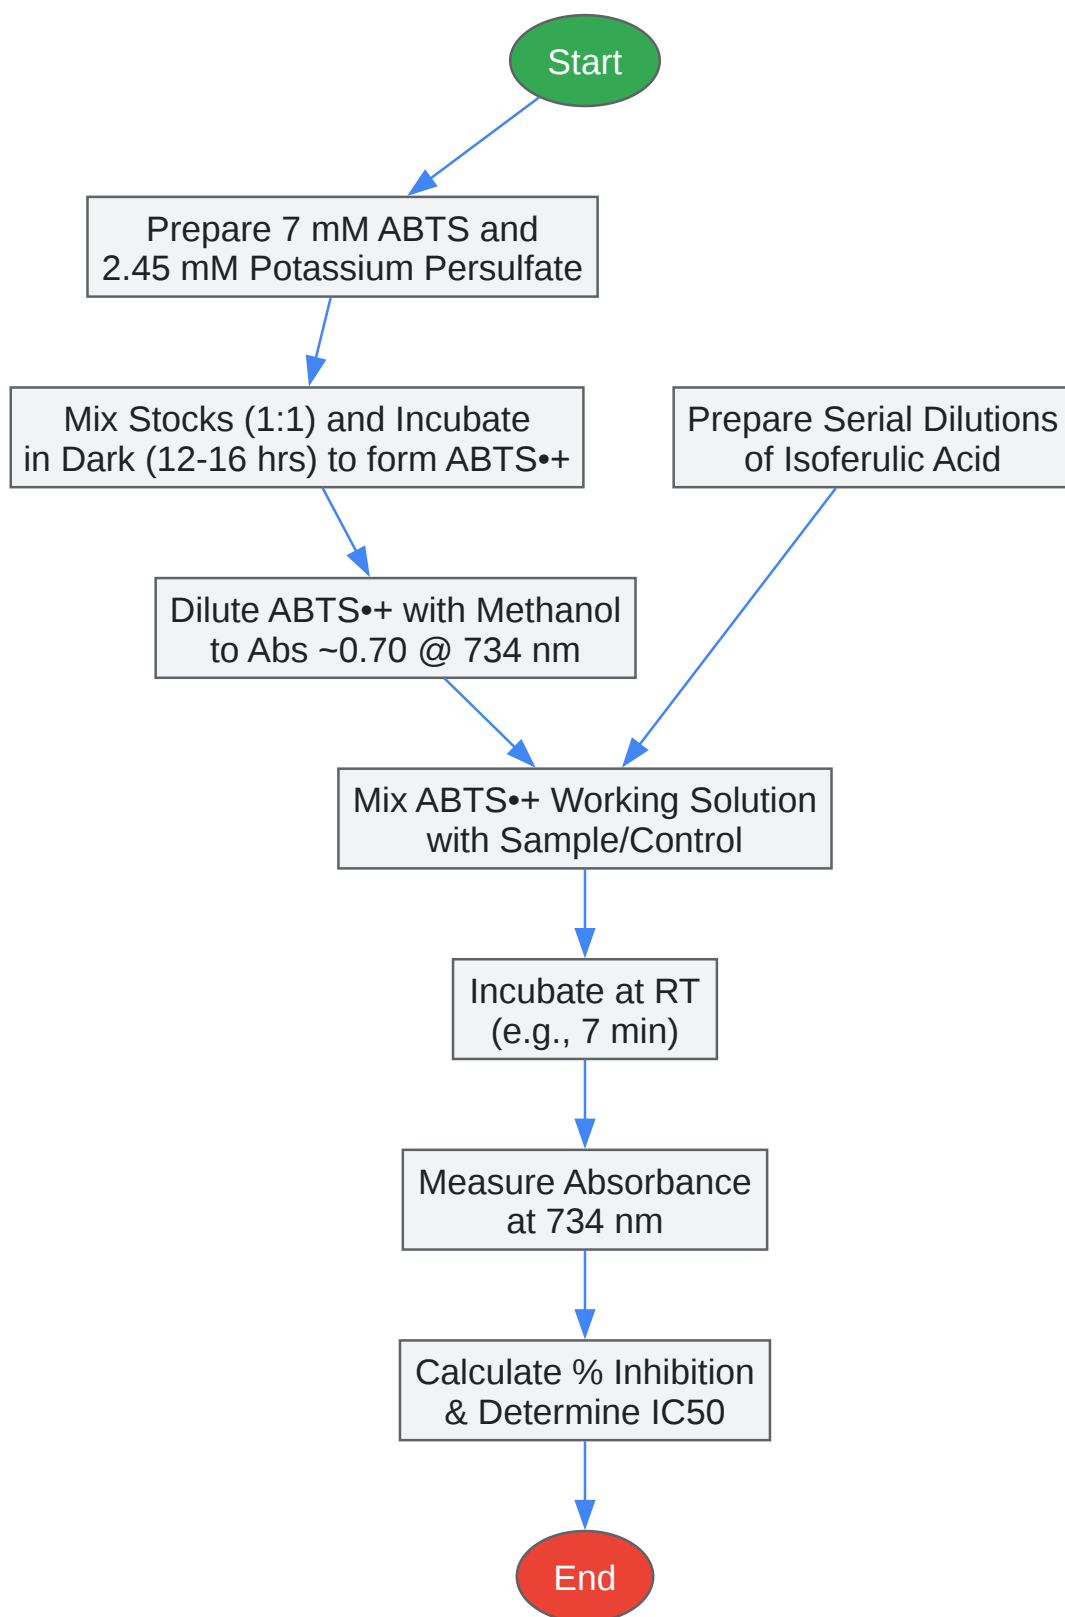 Start
Prepare 7 mM ABTS and
2.45 mM Potassium Persulfate
Mix Stocks (1:1) and Incubate
in Dark (12-16 hrs) to form ABTS•+
Prepare Serial Dilutions
of Isoferulic Acid
Dilute ABTS•+ with Methanol
to Abs ~0.70 @ 734 nm
Mix ABTS•+ Working Solution
with Sample/Control
Incubate at RT
(e.g., 7 min)
Measure Absorbance
at 734 nm
Calculate % Inhibition
& Determine IC50
End